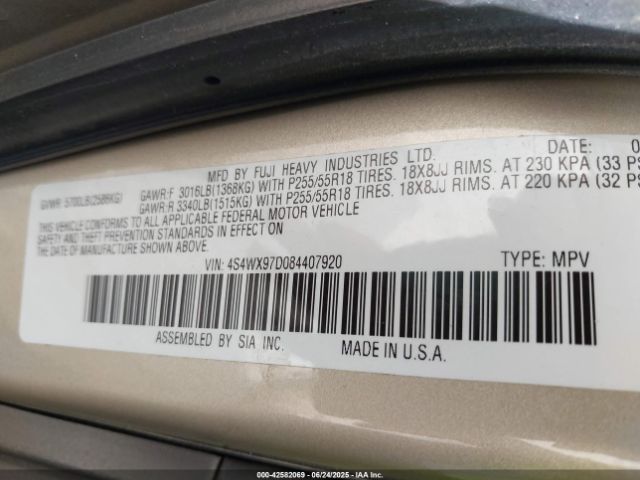 MFD BY FUJI HEAVY INDUSTRIES LTD. DATE: 0
GVWR: 5700LB(2586KG) GAWR:F 3016LB(1368KG) WITH P255/55R18 TIRES. 18X8JJ RIMS. AT 230 KPA (33 PS
GAWR:R 3340LB(1515KG) WITH P255/55R18 TIRES. 18X8JJ RIMS. AT 220 KPA (32 PS
THIS VEHICLE CONFORMS TO ALL APPLICABLE FEDERAL MOTOR VEHICLE
SAFETY AND THEFT PREVENTION STANDARDS IN EFFECT ON THE
DATE OF MANUFACTURE SHOWN ABOVE.
VIN: 4S4WX97D084407920 TYPE: MPV
ASSEMBLED BY SIA INC. MADE IN U.S.A.
000-42582069 - 06/24/2025 - IAAI.COM